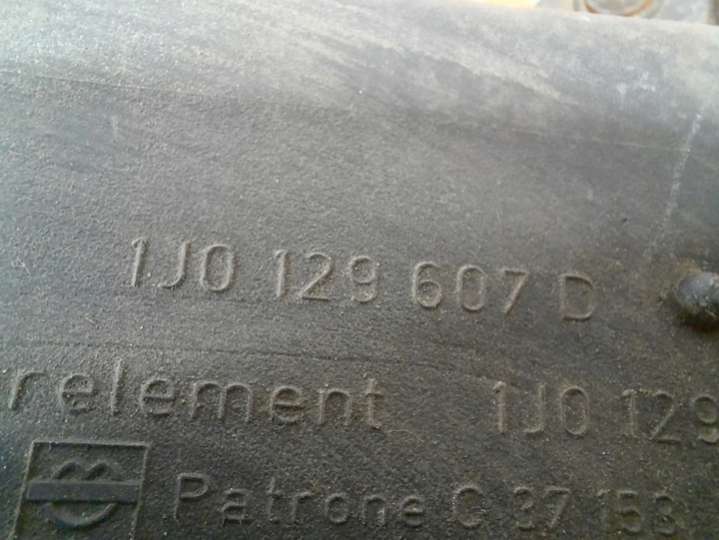 1J0 129 607 D
relement 1J0 129
Patrone C 37 153